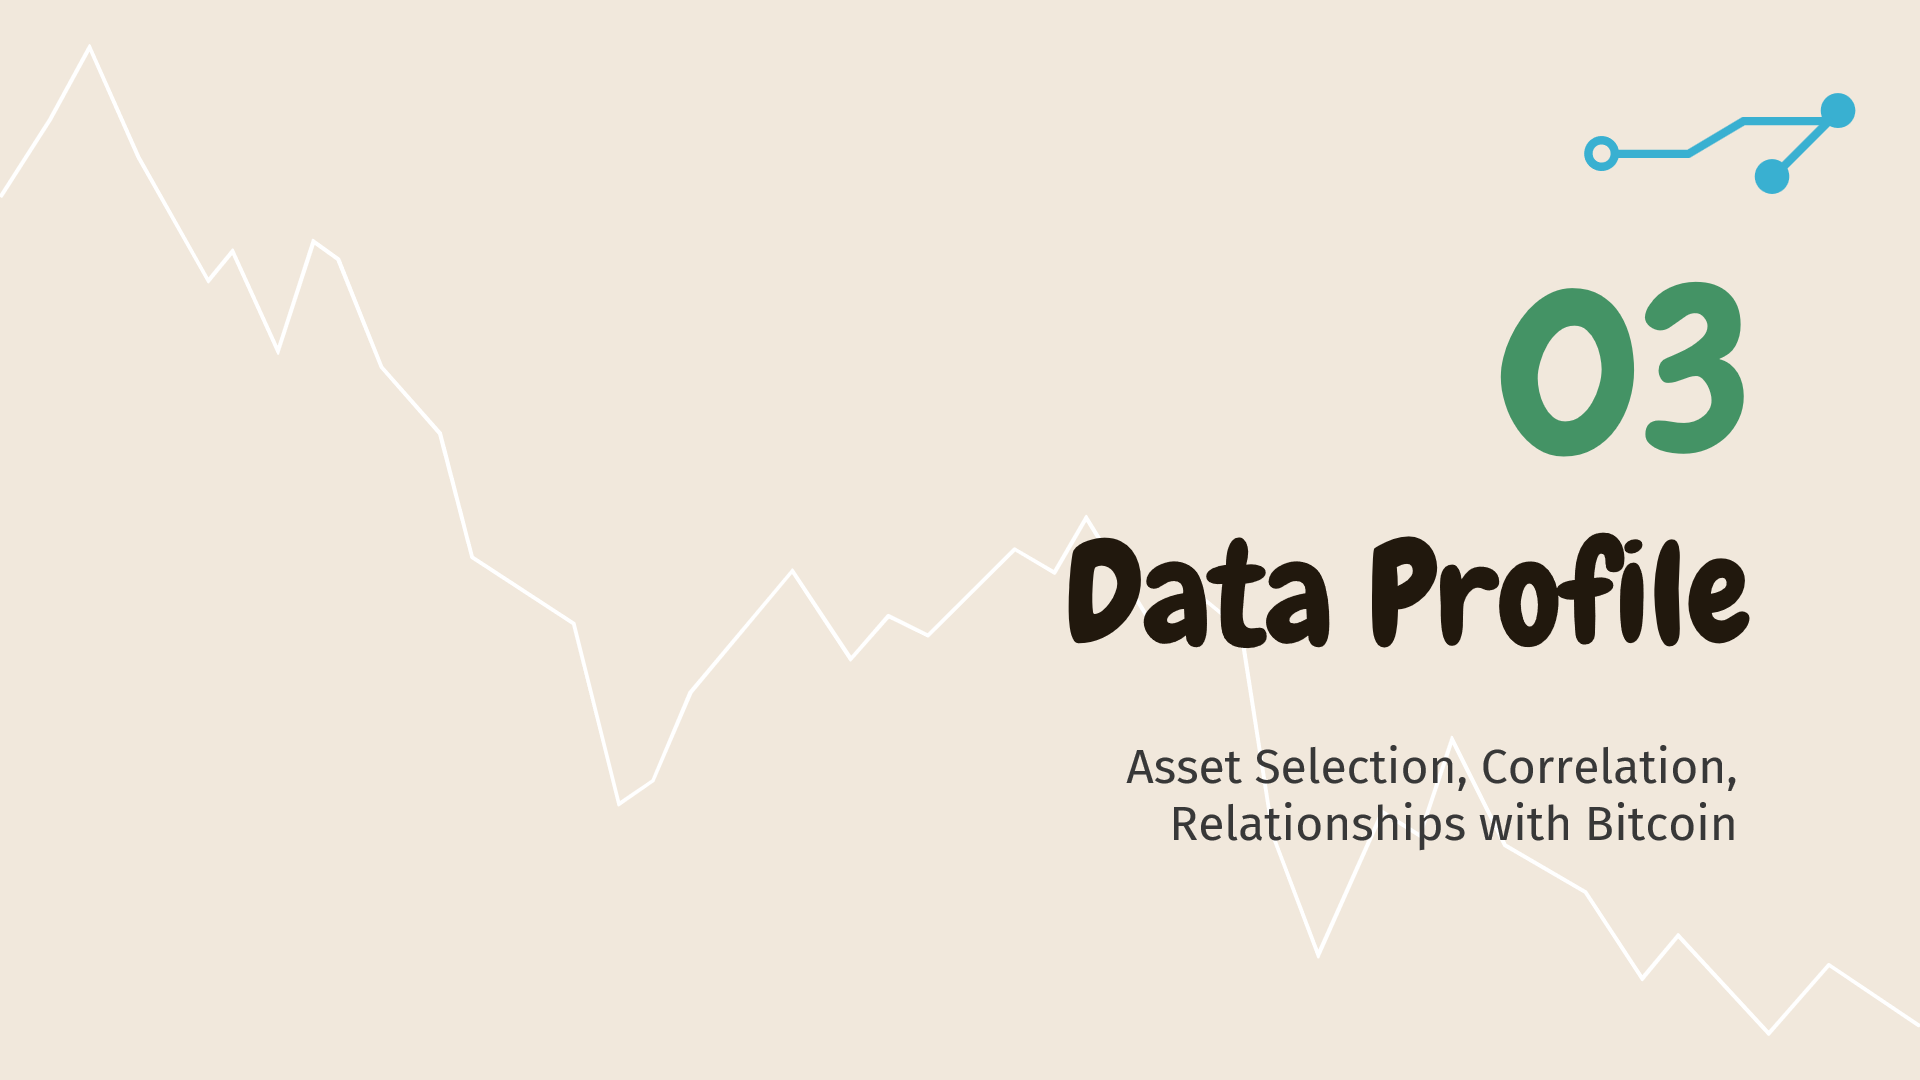 03
Data Profile
Asset Selection, Correlation,
Relationships with Bitcoin